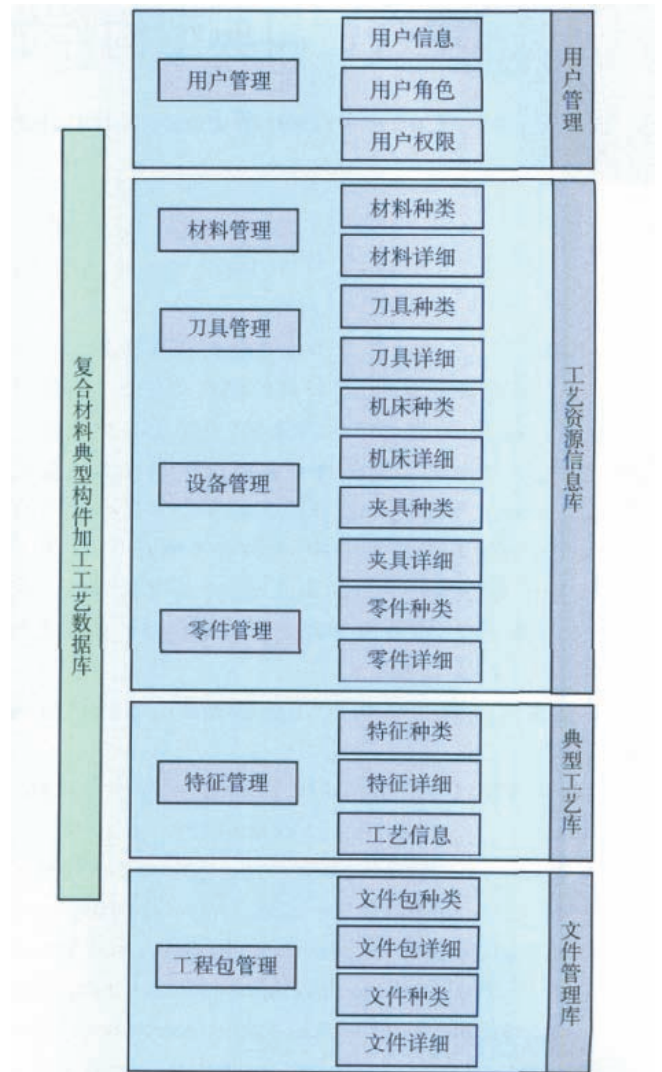 复合材料典型构件加工工艺数据库
用户管理
用户信息
用户角色
用户权限
用户管理
材料管理
材料种类
材料详细
刀具管理
刀具种类
刀具详细
设备管理
机床种类
机床详细
夹具种类
夹具详细
零件管理
零件种类
零件详细
工艺资源信息库
特征管理
特征种类
特征详细
工艺信息
典型工艺库
工程包管理
文件包种类
文件包详细
文件种类
文件详细
文件管理库